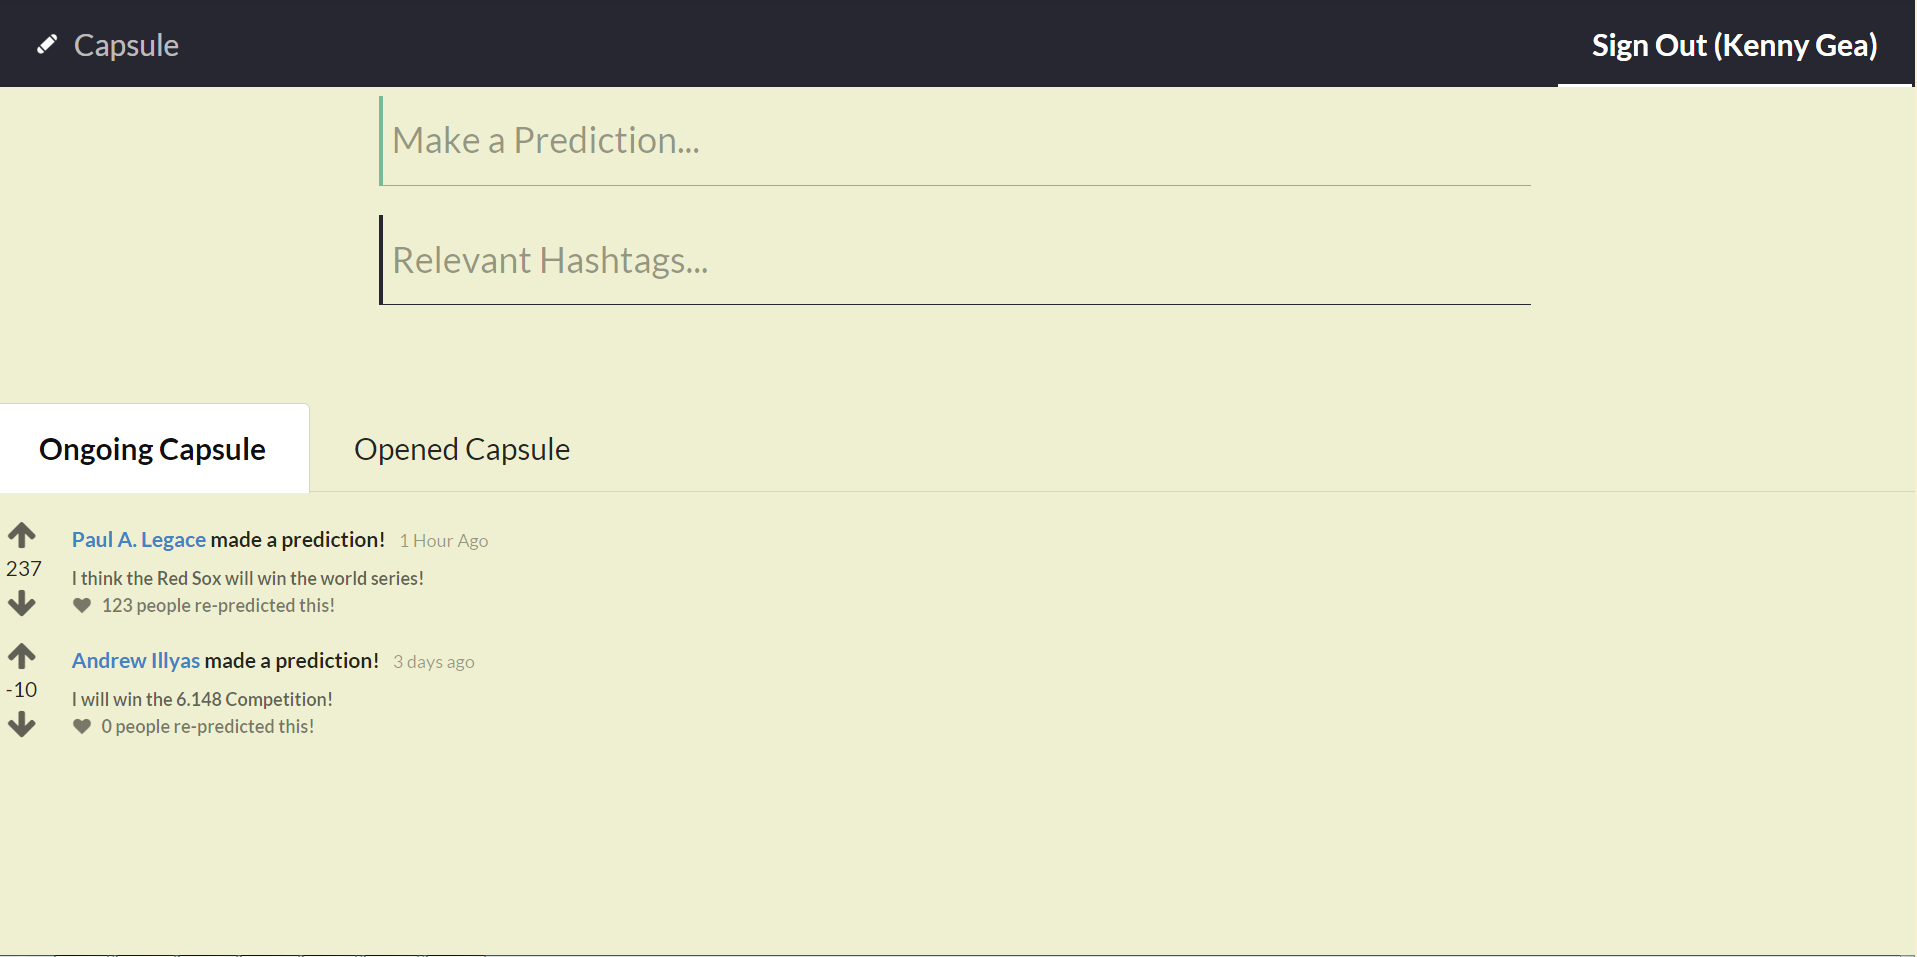 Capsule
Sign Out (Kenny Gea)
Make a Prediction...
Relevant Hashtags...
Ongoing Capsule
Opened Capsule
Paul A. Legace made a prediction! 1 Hour Ago
237
I think the Red Sox will win the world series!
123 people re-predicted this!
Andrew Illyas made a prediction! 3 days ago
-10
I will win the 6.148 Competition!
0 people re-predicted this!